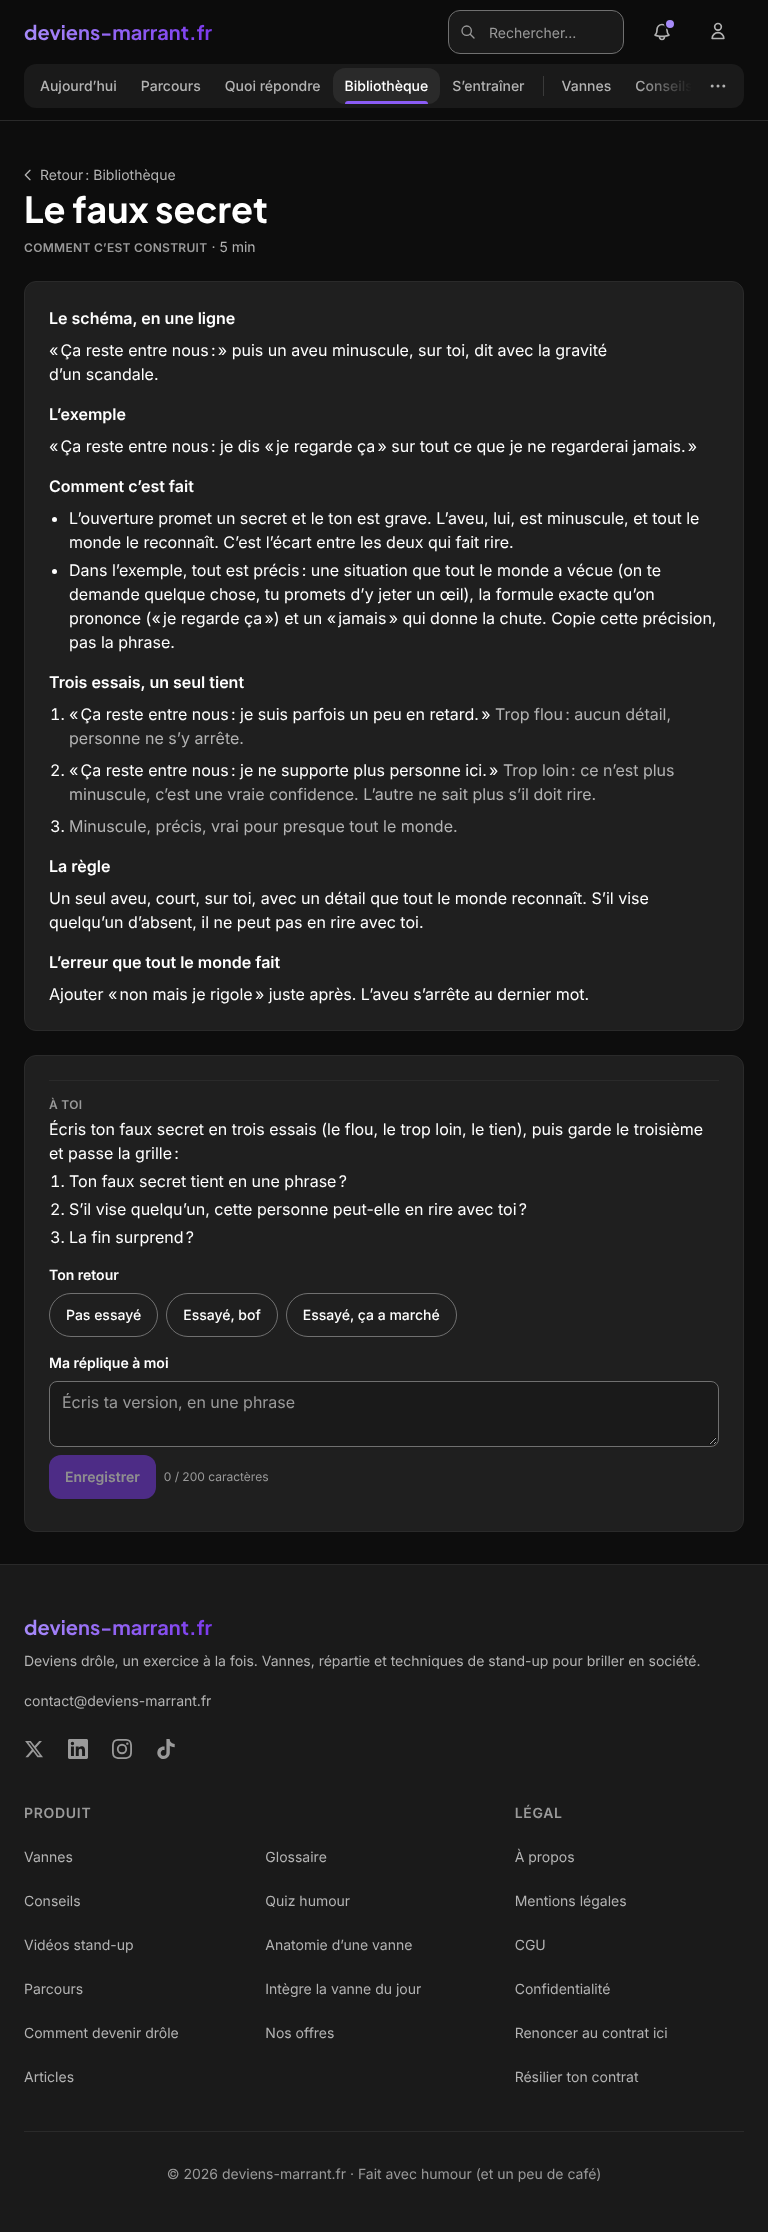 deviens-marrant.fr
Rechercher...
Aujourd’hui Parcours Quoi répondre Bibliothèque S’entraîner Vannes Conseils
Retour : Bibliothèque
Le faux secret
COMMENT C’EST CONSTRUIT · 5 min
Le schéma, en une ligne
« Ça reste entre nous : » puis un aveu minuscule, sur toi, dit avec la gravité
d’un scandale.
L’exemple
« Ça reste entre nous : je dis « je regarde ça » sur tout ce que je ne regarderai jamais. »
Comment c’est fait
• L’ouverture promet un secret et le ton est grave. L’aveu, lui, est minuscule, et tout le
monde le reconnaît. C’est l’écart entre les deux qui fait rire.
• Dans l’exemple, tout est précis : une situation que tout le monde a vécue (on te
demande quelque chose, tu promets d’y jeter un œil), la formule exacte qu’on
prononce (« je regarde ça ») et un « jamais » qui donne la chute. Copie cette précision,
pas la phrase.
Trois essais, un seul tient
1. « Ça reste entre nous : je suis parfois un peu en retard. » Trop flou : aucun détail,
personne ne s’y arrête.
2. « Ça reste entre nous : je ne supporte plus personne ici. » Trop loin : ce n’est plus
minuscule, c’est une vraie confidence. L’autre ne sait plus s’il doit rire.
3. Minuscule, précis, vrai pour presque tout le monde.
La règle
Un seul aveu, court, sur toi, avec un détail que tout le monde reconnaît. S’il vise
quelqu’un d’absent, il ne peut pas en rire avec toi.
L’erreur que tout le monde fait
Ajouter « non mais je rigole » juste après. L’aveu s’arrête au dernier mot.
À TOI
Écris ton faux secret en trois essais (le flou, le trop loin, le tien), puis garde le troisième
et passe la grille :
1. Ton faux secret tient en une phrase ?
2. S’il vise quelqu’un, cette personne peut-elle en rire avec toi ?
3. La fin surprend ?
Ton retour
Pas essayé Essayé, bof Essayé, ça a marché
Ma réplique à moi
Écris ta version, en une phrase
Enregistrer 0 / 200 caractères
deviens-marrant.fr
Deviens drôle, un exercice à la fois. Vannes, répartie et techniques de stand-up pour briller en société.
contact@deviens-marrant.fr
PRODUIT
Vannes
Conseils
Vidéos stand-up
Parcours
Comment devenir drôle
Articles
Glossaire
Quiz humour
Anatomie d’une vanne
Intègre la vanne du jour
Nos offres
LÉGAL
À propos
Mentions légales
CGU
Confidentialité
Renoncer au contrat ici
Résilier ton contrat
© 2026 deviens-marrant.fr · Fait avec humour (et un peu de café)